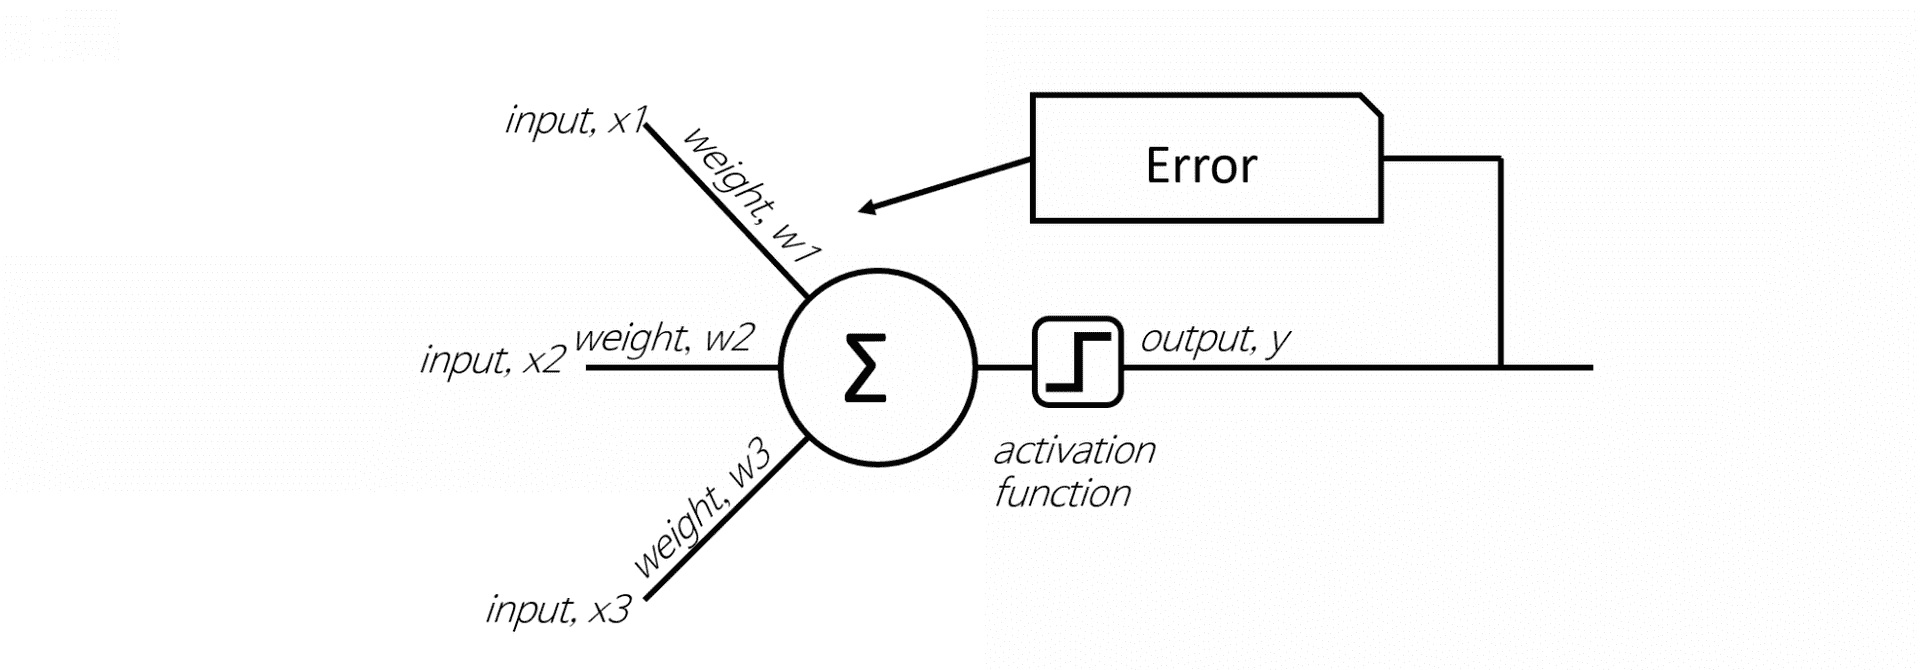 input, x1
weight, w1
Error
input, x2
weight, w2
Σ
output, y
activation
function
weight, w3
input, x3